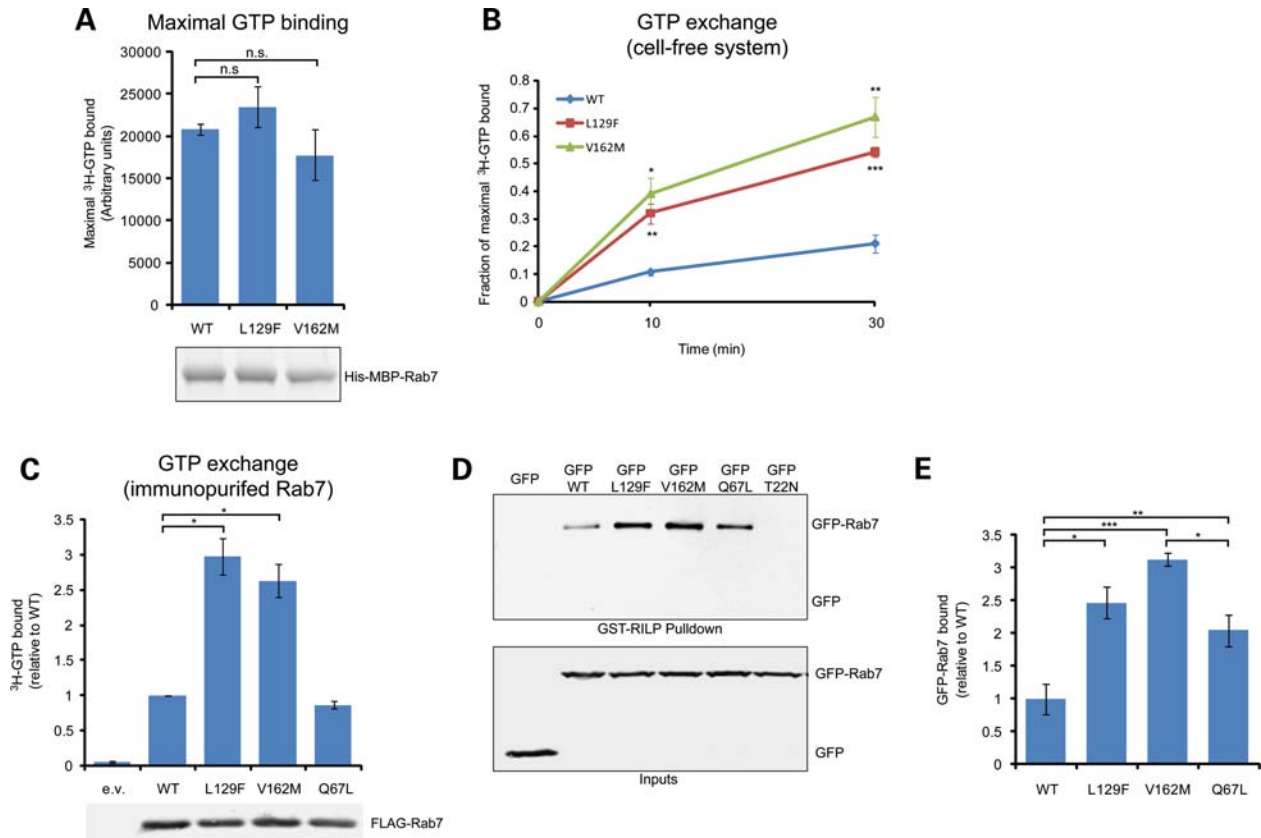 A
Maximal GTP binding
30000
25000
20000
15000
10000
5000
0
Maximal ³H-GTP bound
(Arbitrary units)
n.s.
n.s
WT L129F V162M
His-MBP-Rab7
B
GTP exchange
(cell-free system)
0.8
0.7
0.6
0.5
0.4
0.3
0.2
0.1
0
Fraction of maximal ³H-GTP bound
WT
L129F
V162M
*
**
**
***
0 10 30
Time (min)
C
GTP exchange
(immunopurifed Rab7)
3.5
3
2.5
2
1.5
1
0.5
0
³H-GTP bound
(relative to WT)
*
*
e.v. WT L129F V162M Q67L
FLAG-Rab7
D
GFP
GFP WT
GFP L129F
GFP V162M
GFP Q67L
GFP T22N
GFP-Rab7
GFP
GST-RILP Pulldown
GFP-Rab7
GFP
Inputs
E
3.5
3
2.5
2
1.5
1
0.5
0
GFP-Rab7 bound
(relative to WT)
**
***
*
*
WT L129F V162M Q67L